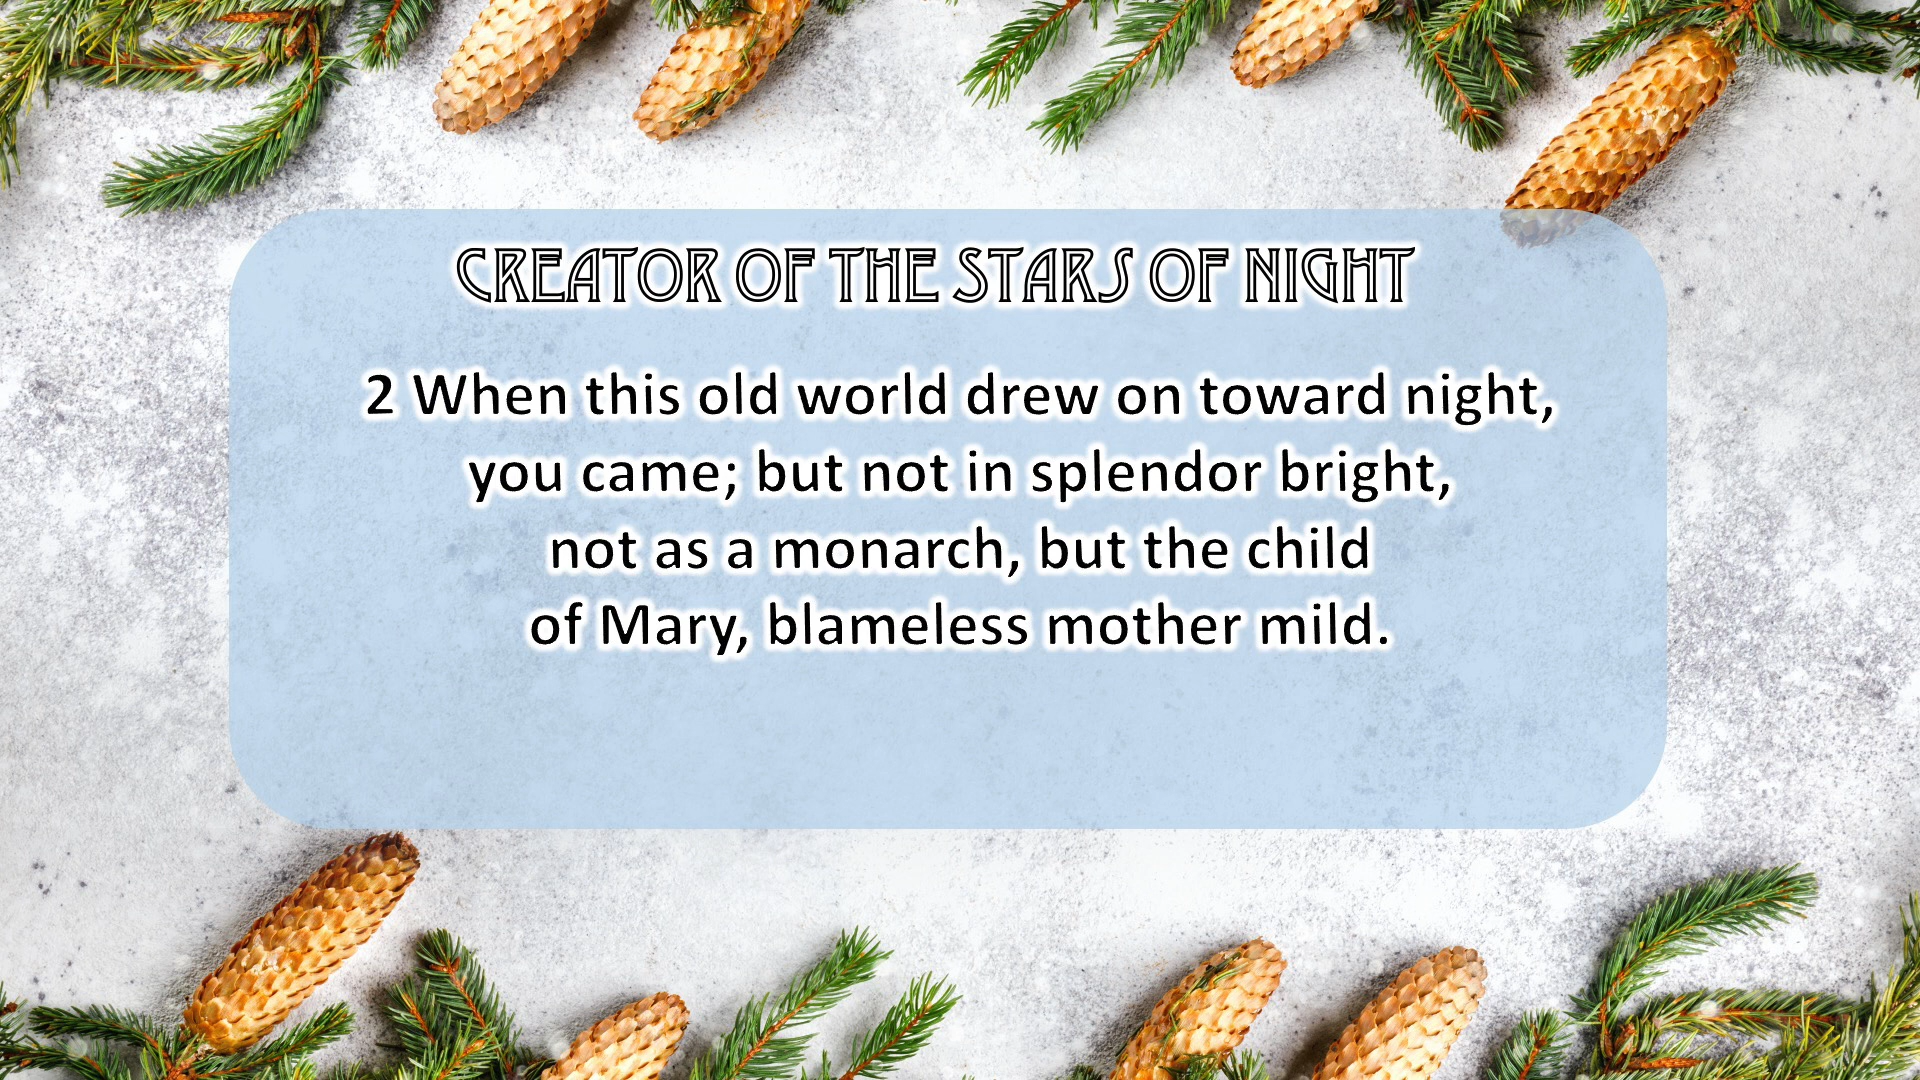 CREATOR OF THE STARS OF NIGHT
2 When this old world drew on toward night,
you came; but not in splendor bright,
not as a monarch, but the child
of Mary, blameless mother mild.